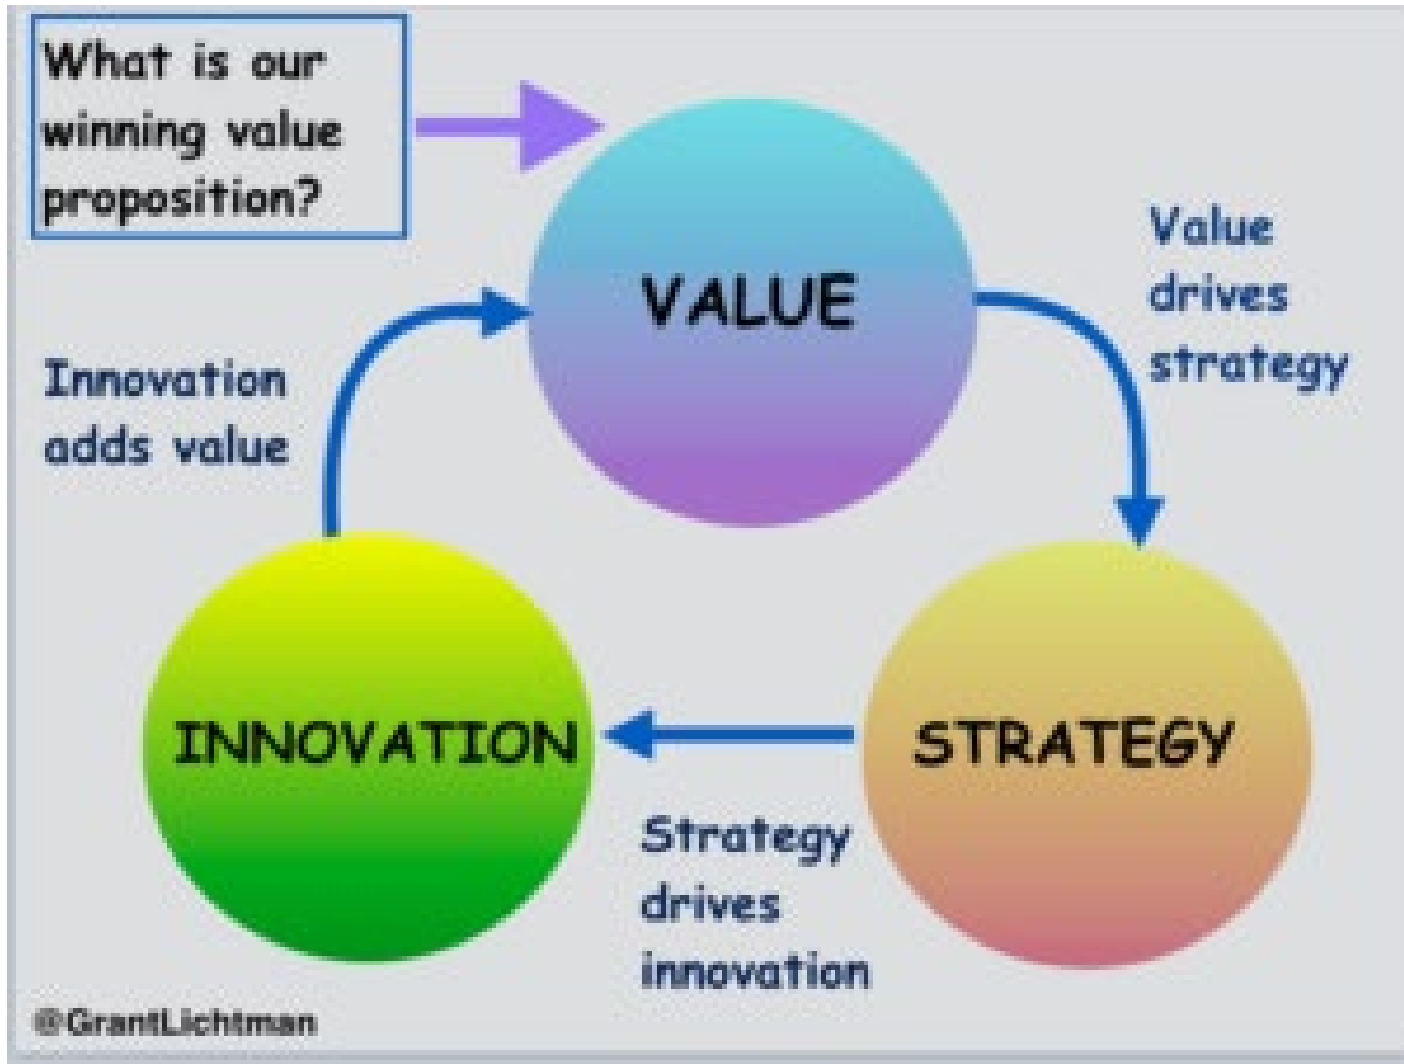 What is our
winning value
proposition?
VALUE
Value
drives
strategy
Innovation
adds value
INNOVATION
STRATEGY
Strategy
drives
innovation
@GrantLichtman